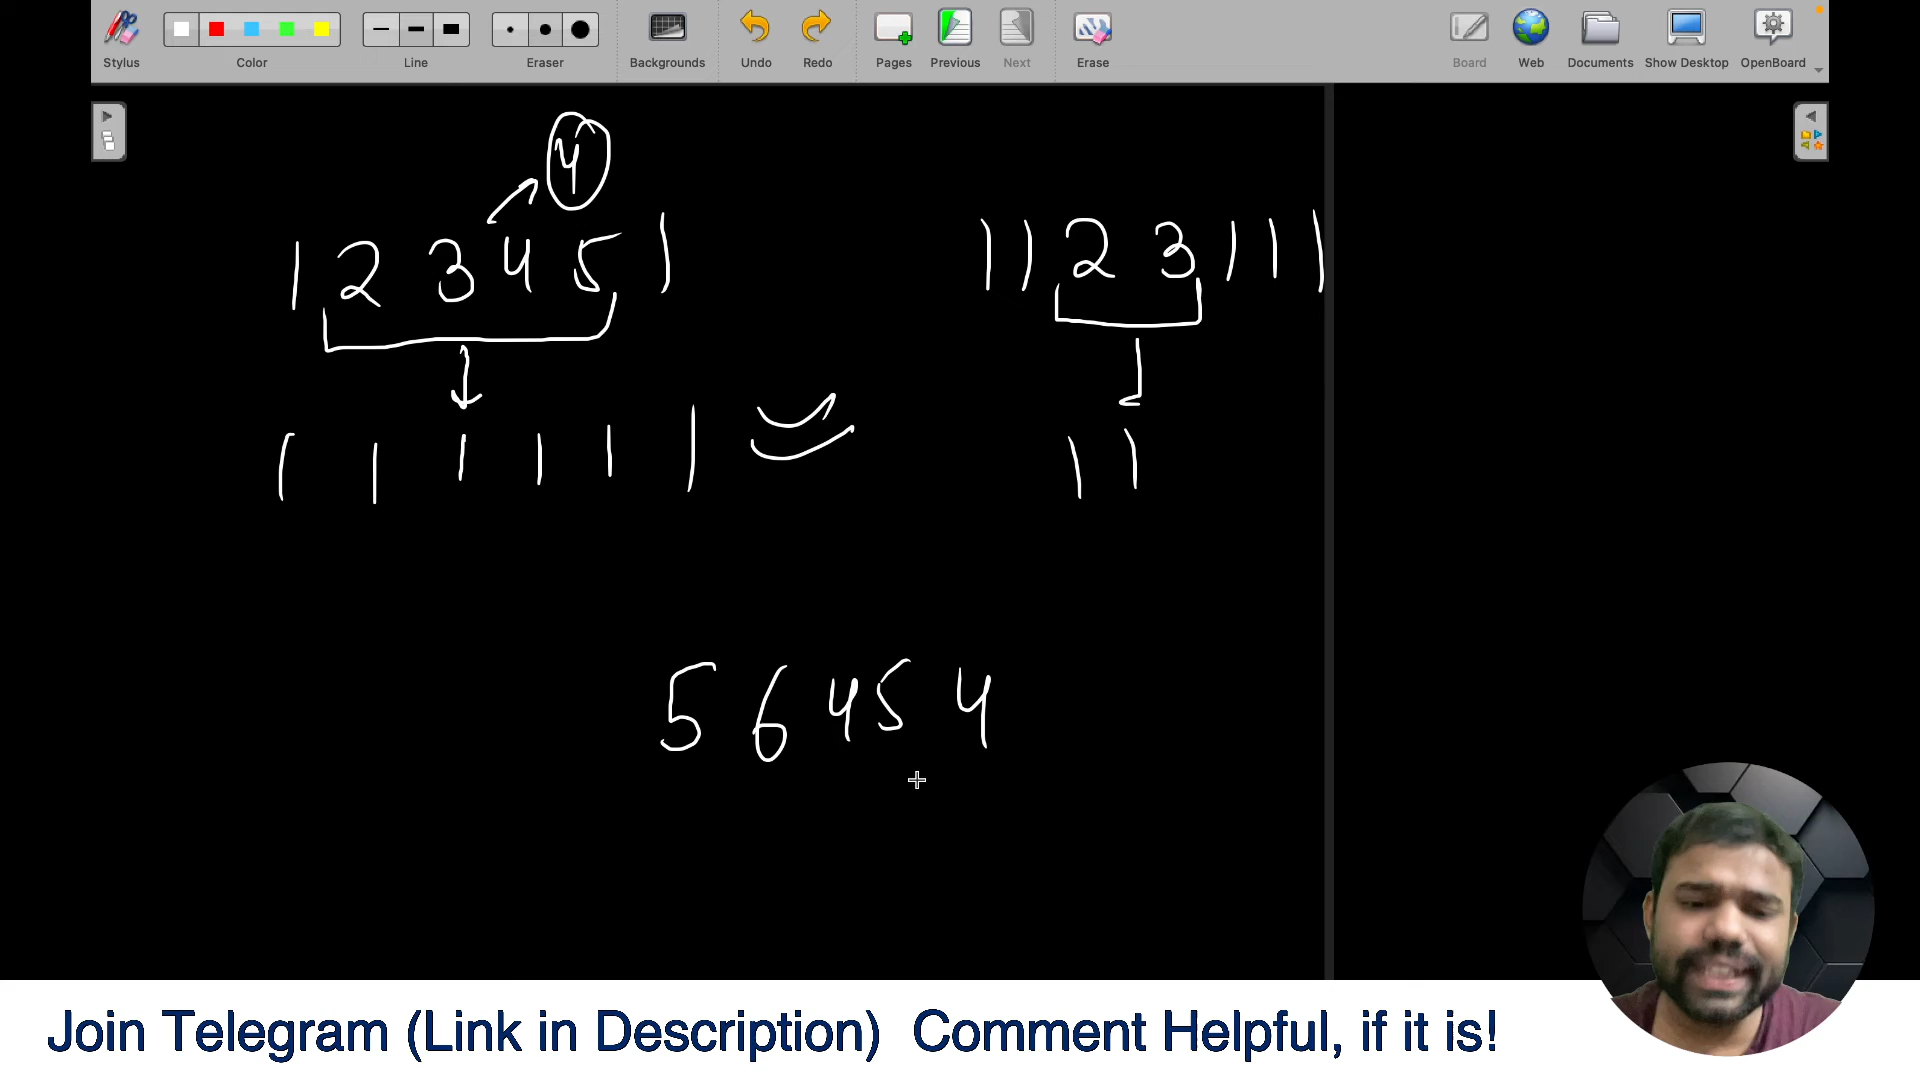 Stylus Color Line Eraser Backgrounds Undo Redo Pages Previous Next Erase Board Web Documents Show Desktop OpenBoard
4
1 2 3 4 5 1
1 1 2 3 1 1 1
1 1 1 1 1 1
1 1
5 6 4 5 4
Join Telegram (Link in Description) Comment Helpful, if it is!